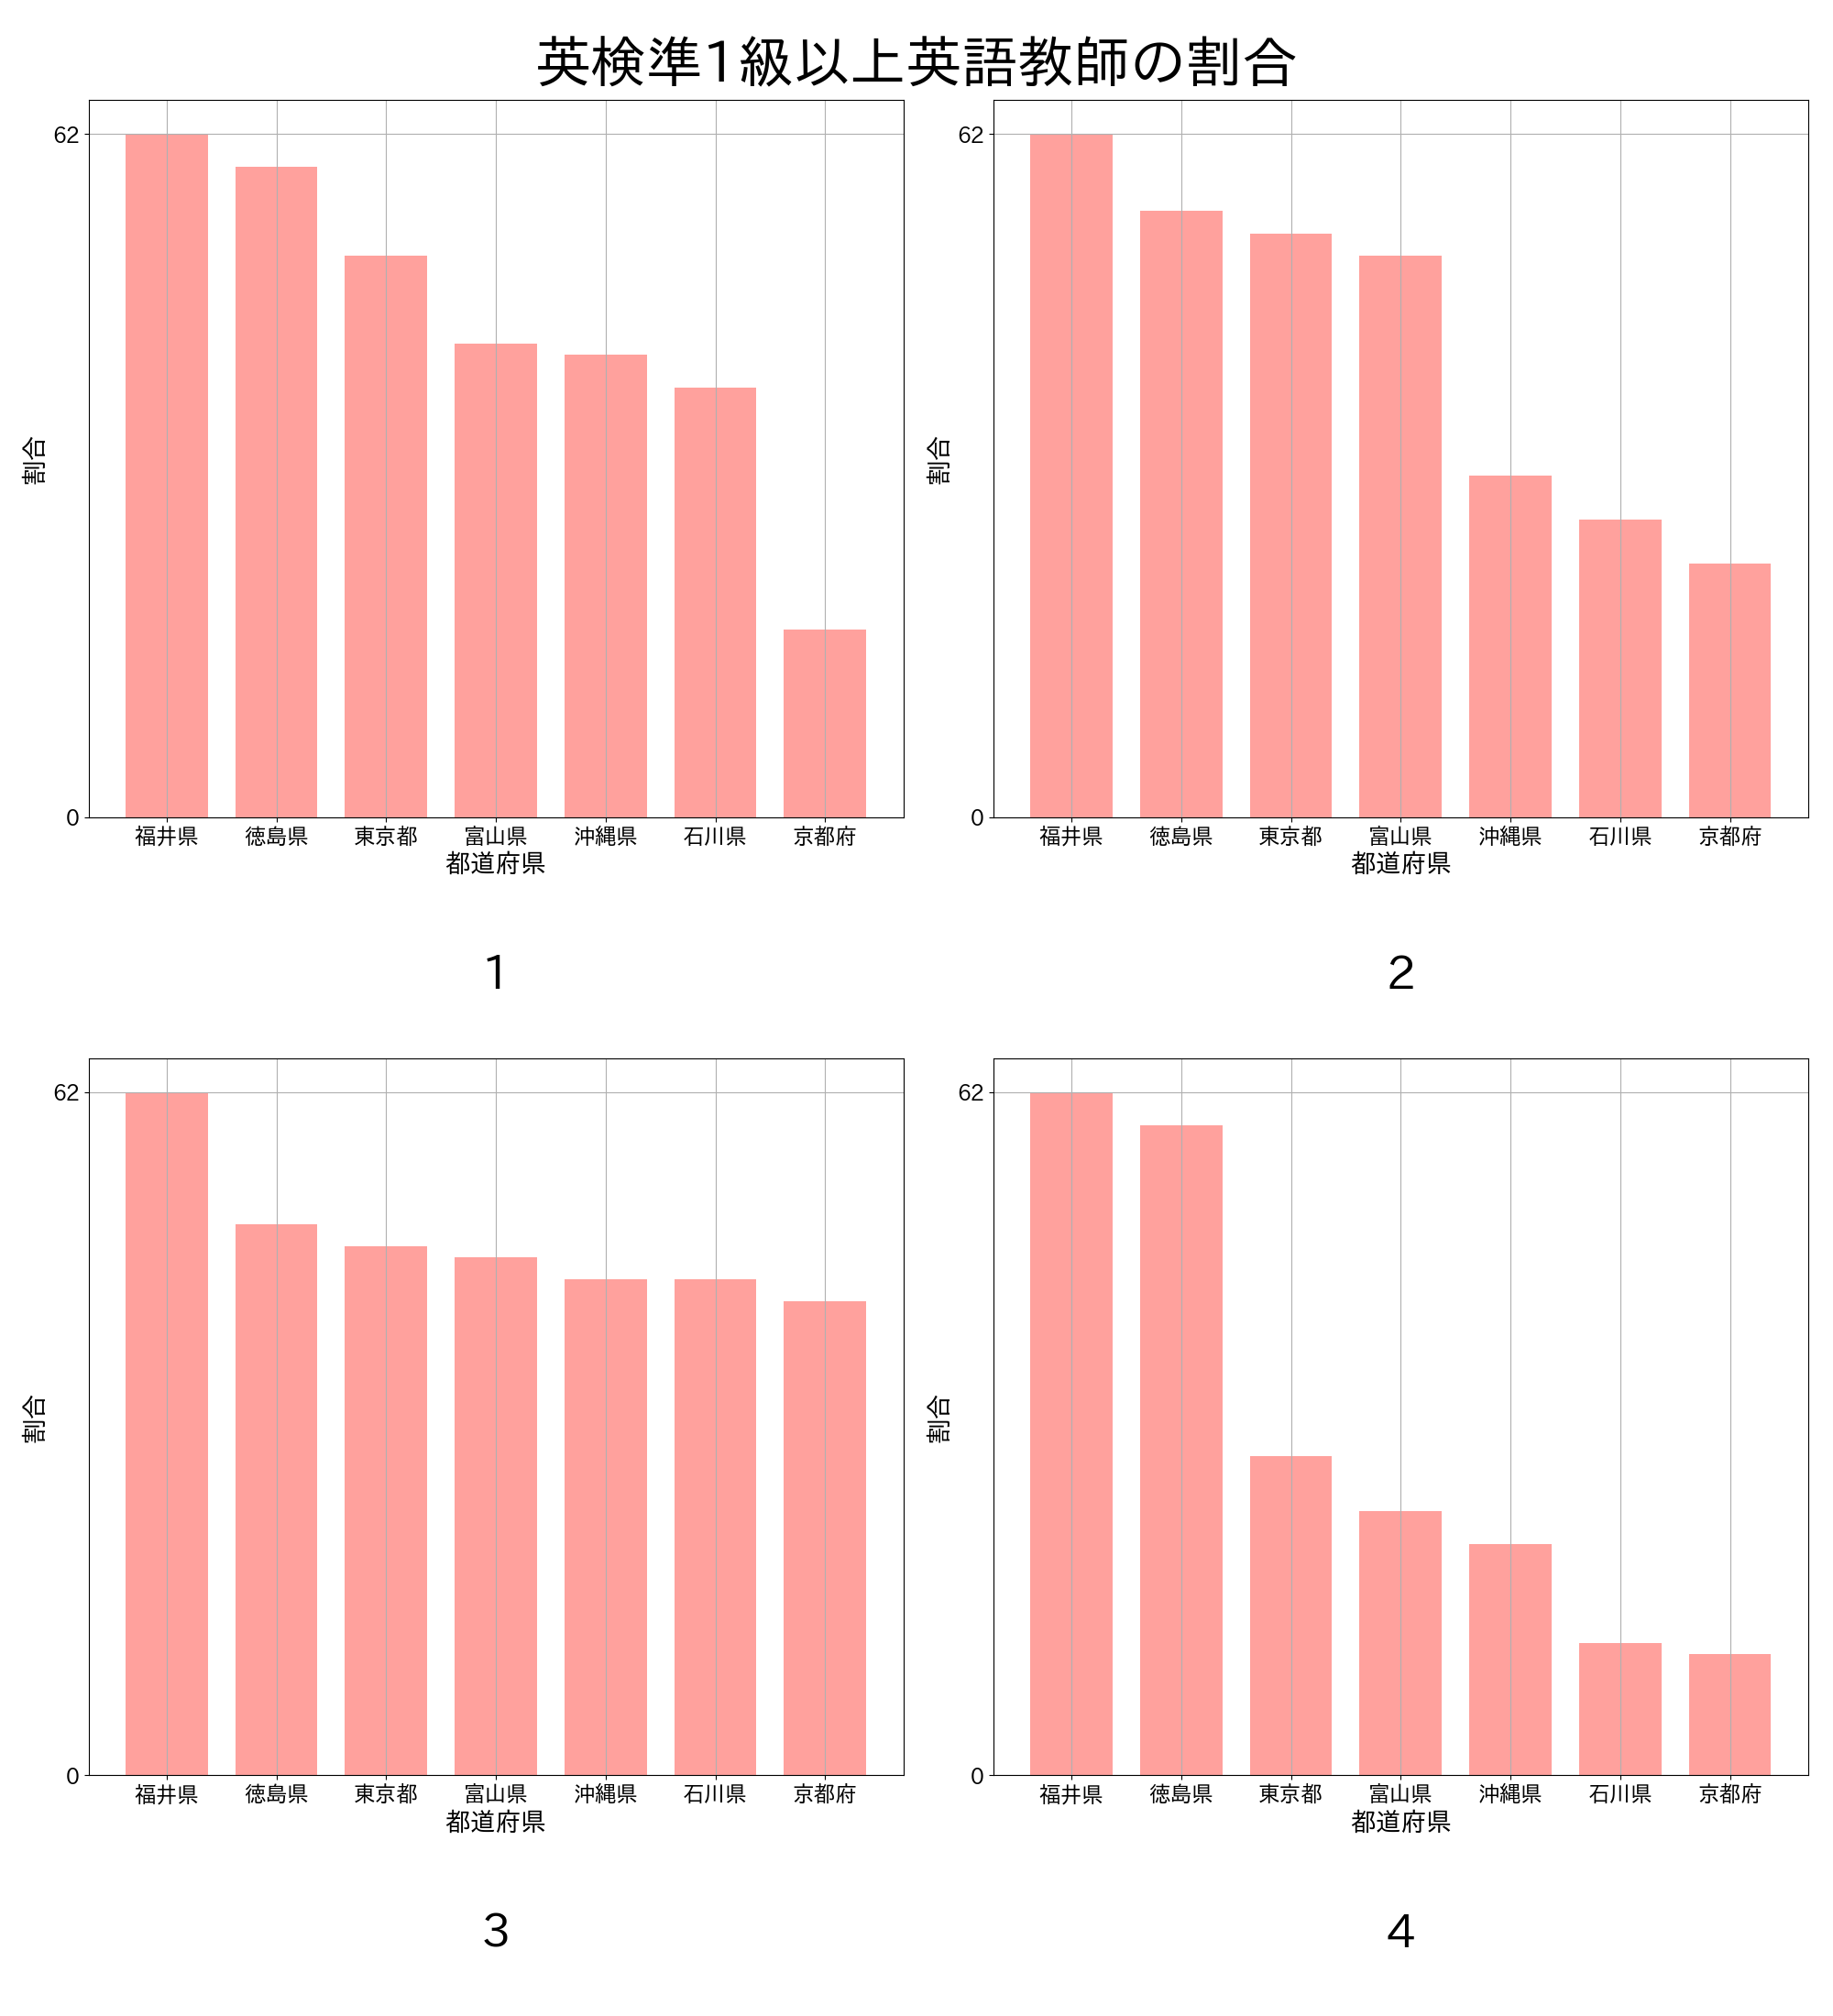 英検準1級以上英語教師の割合
62
0
割合
福井県 徳島県 東京都 富山県 沖縄県 石川県 京都府
都道府県
1
62
0
割合
福井県 徳島県 東京都 富山県 沖縄県 石川県 京都府
都道府県
2
62
0
割合
福井県 徳島県 東京都 富山県 沖縄県 石川県 京都府
都道府県
3
62
0
割合
福井県 徳島県 東京都 富山県 沖縄県 石川県 京都府
都道府県
4